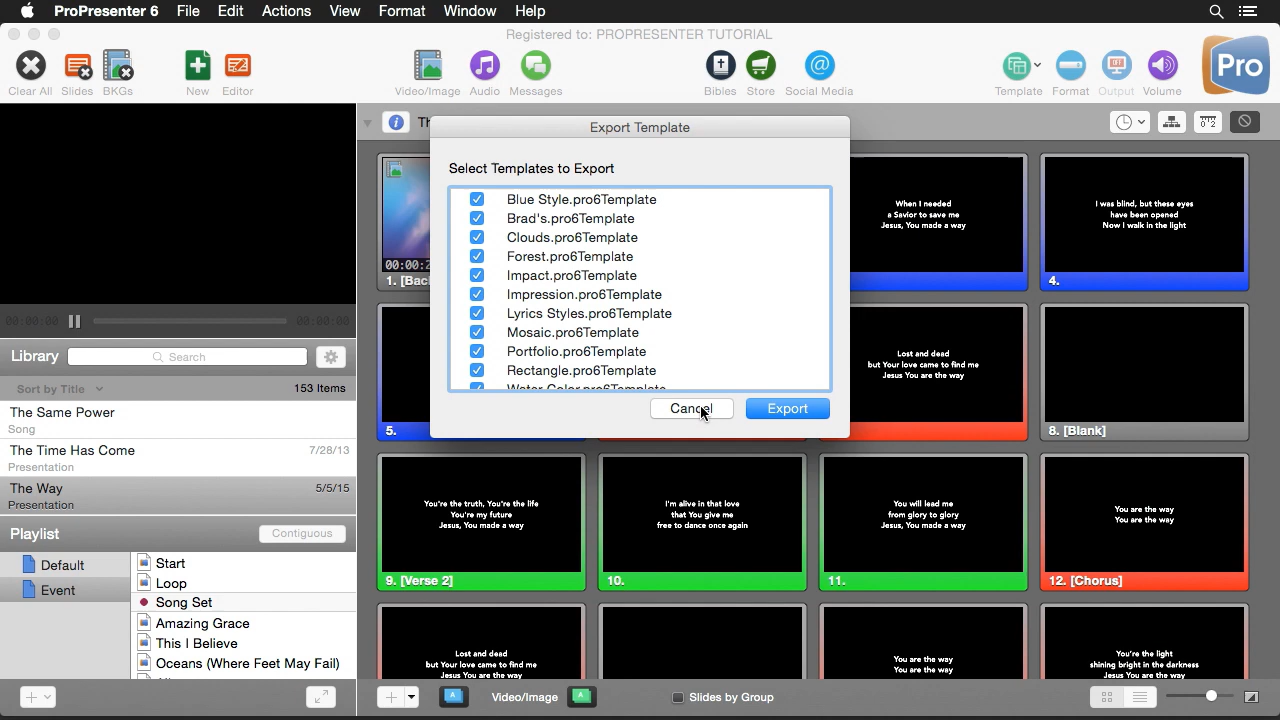 ProPresenter 6 File Edit Actions View Format Window Help
Registered to: PROPRESENTER TUTORIAL
Clear All Slides BKGs New Editor Video/Image Audio Messages Bibles Store Social Media Template Format Output Volume
Pro
Export Template
Select Templates to Export
Blue Style.pro6Template
Brad's.pro6Template
Clouds.pro6Template
Forest.pro6Template
Impact.pro6Template
Impression.pro6Template
Lyrics Styles.pro6Template
Mosaic.pro6Template
Portfolio.pro6Template
Rectangle.pro6Template
Water Color.pro6Template
Cancel Export
00:00:00 00:00:00
Library Search
Sort by Title 153 Items
The Same Power
Song
The Time Has Come 7/28/13
Presentation
The Way 5/5/15
Presentation
Playlist Contiguous
Default
Event
Start
Loop
Song Set
Amazing Grace
This I Believe
Oceans (Where Feet May Fail)
When I needed
a Savior to save me
Jesus, You made a way
I was blind, but these eyes
have been opened
Now I walk in the light
4.
5.
Lost and dead
but Your love came to find me
Jesus You are the way
8. [Blank]
You're the truth, You're the life
You're my future
Jesus, You made a way
9. [Verse 2]
I'm alive in that love
that You give me
free to dance once again
10.
You will lead me
from glory to glory
Jesus, You made a way
11.
You are the way
You are the way
12. [Chorus]
Lost and dead
but Your love came to find me
Jesus You are the way
You are the way
You are the way
You're the light
shining bright in the darkness
Jesus You are the way
Video/Image Slides by Group